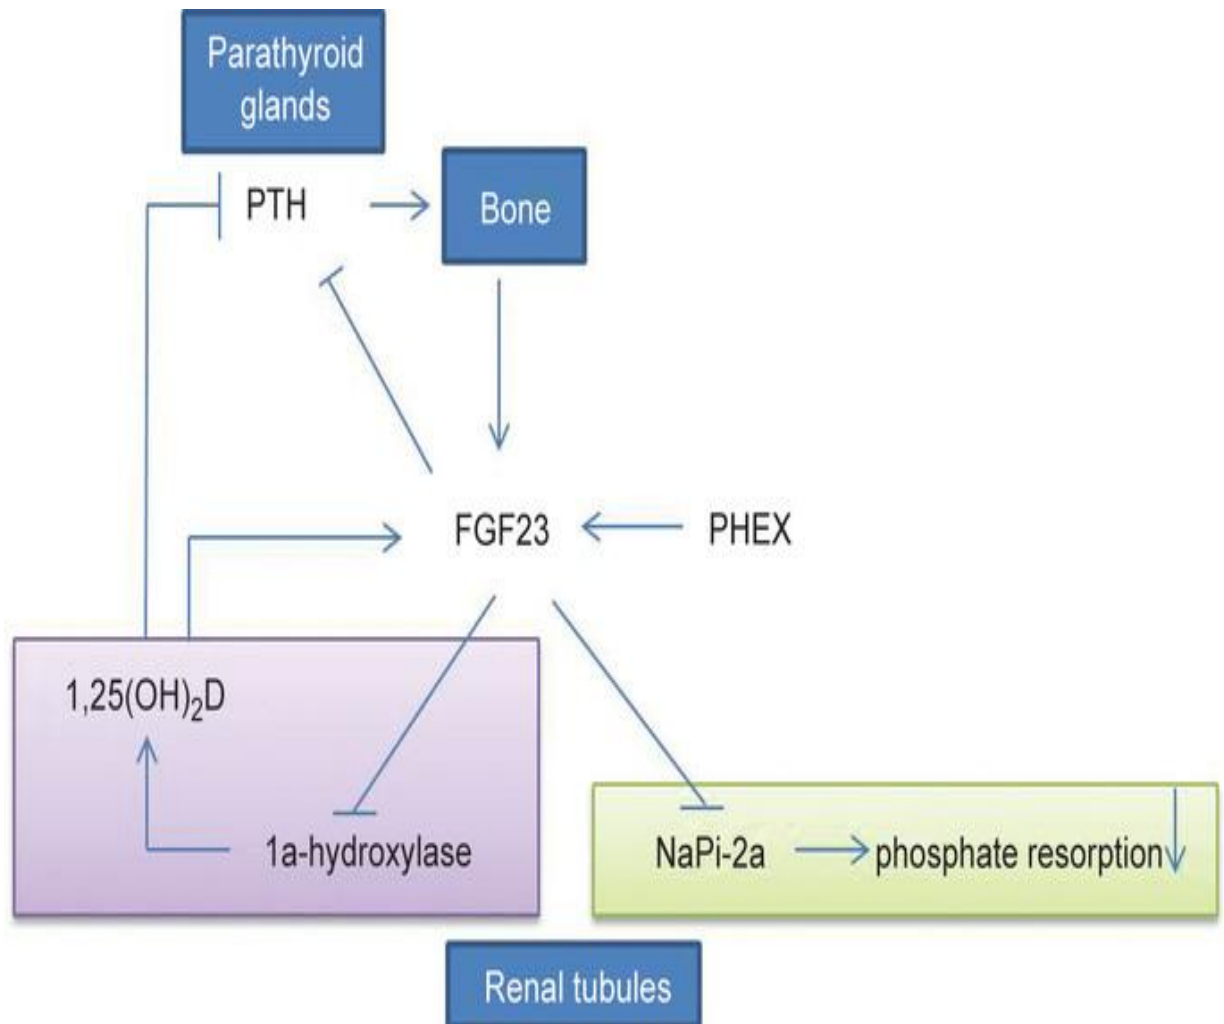 Parathyroid
glands
PTH
Bone
FGF23
PHEX
1,25(OH)₂D
1a-hydroxylase
NaPi-2a
phosphate resorption
Renal tubules